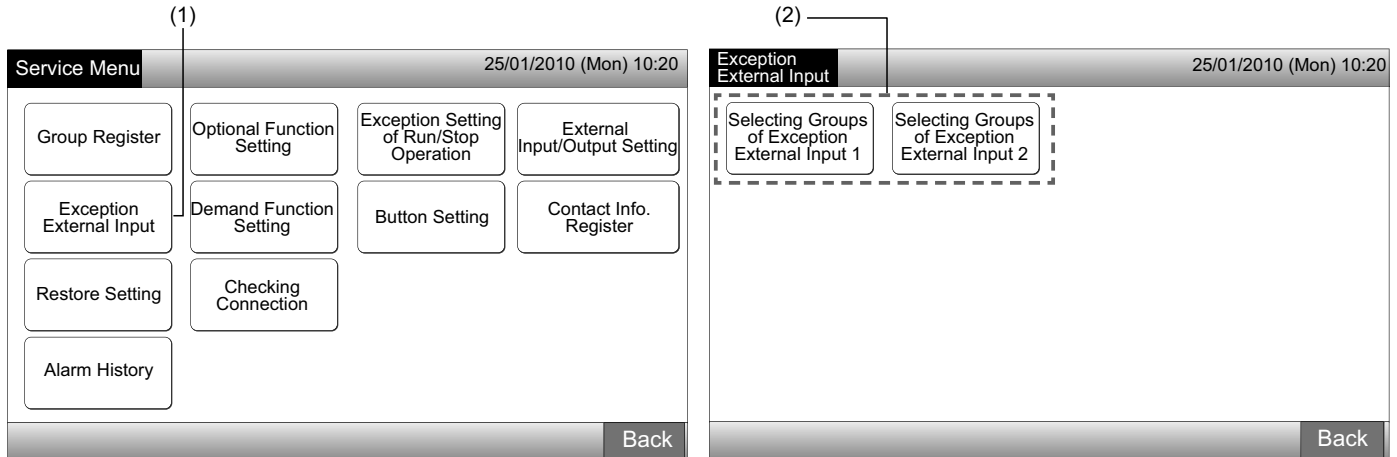 (1)
Service Menu
25/01/2010 (Mon) 10:20
Group Register
Optional Function
Setting
Exception Setting
of Run/Stop
Operation
External
Input/Output Setting
Exception
External Input
Demand Function
Setting
Button Setting
Contact Info.
Register
Restore Setting
Checking
Connection
Alarm History
Back
(2)
Exception
External Input
25/01/2010 (Mon) 10:20
Selecting Groups
of Exception
External Input 1
Selecting Groups
of Exception
External Input 2
Back